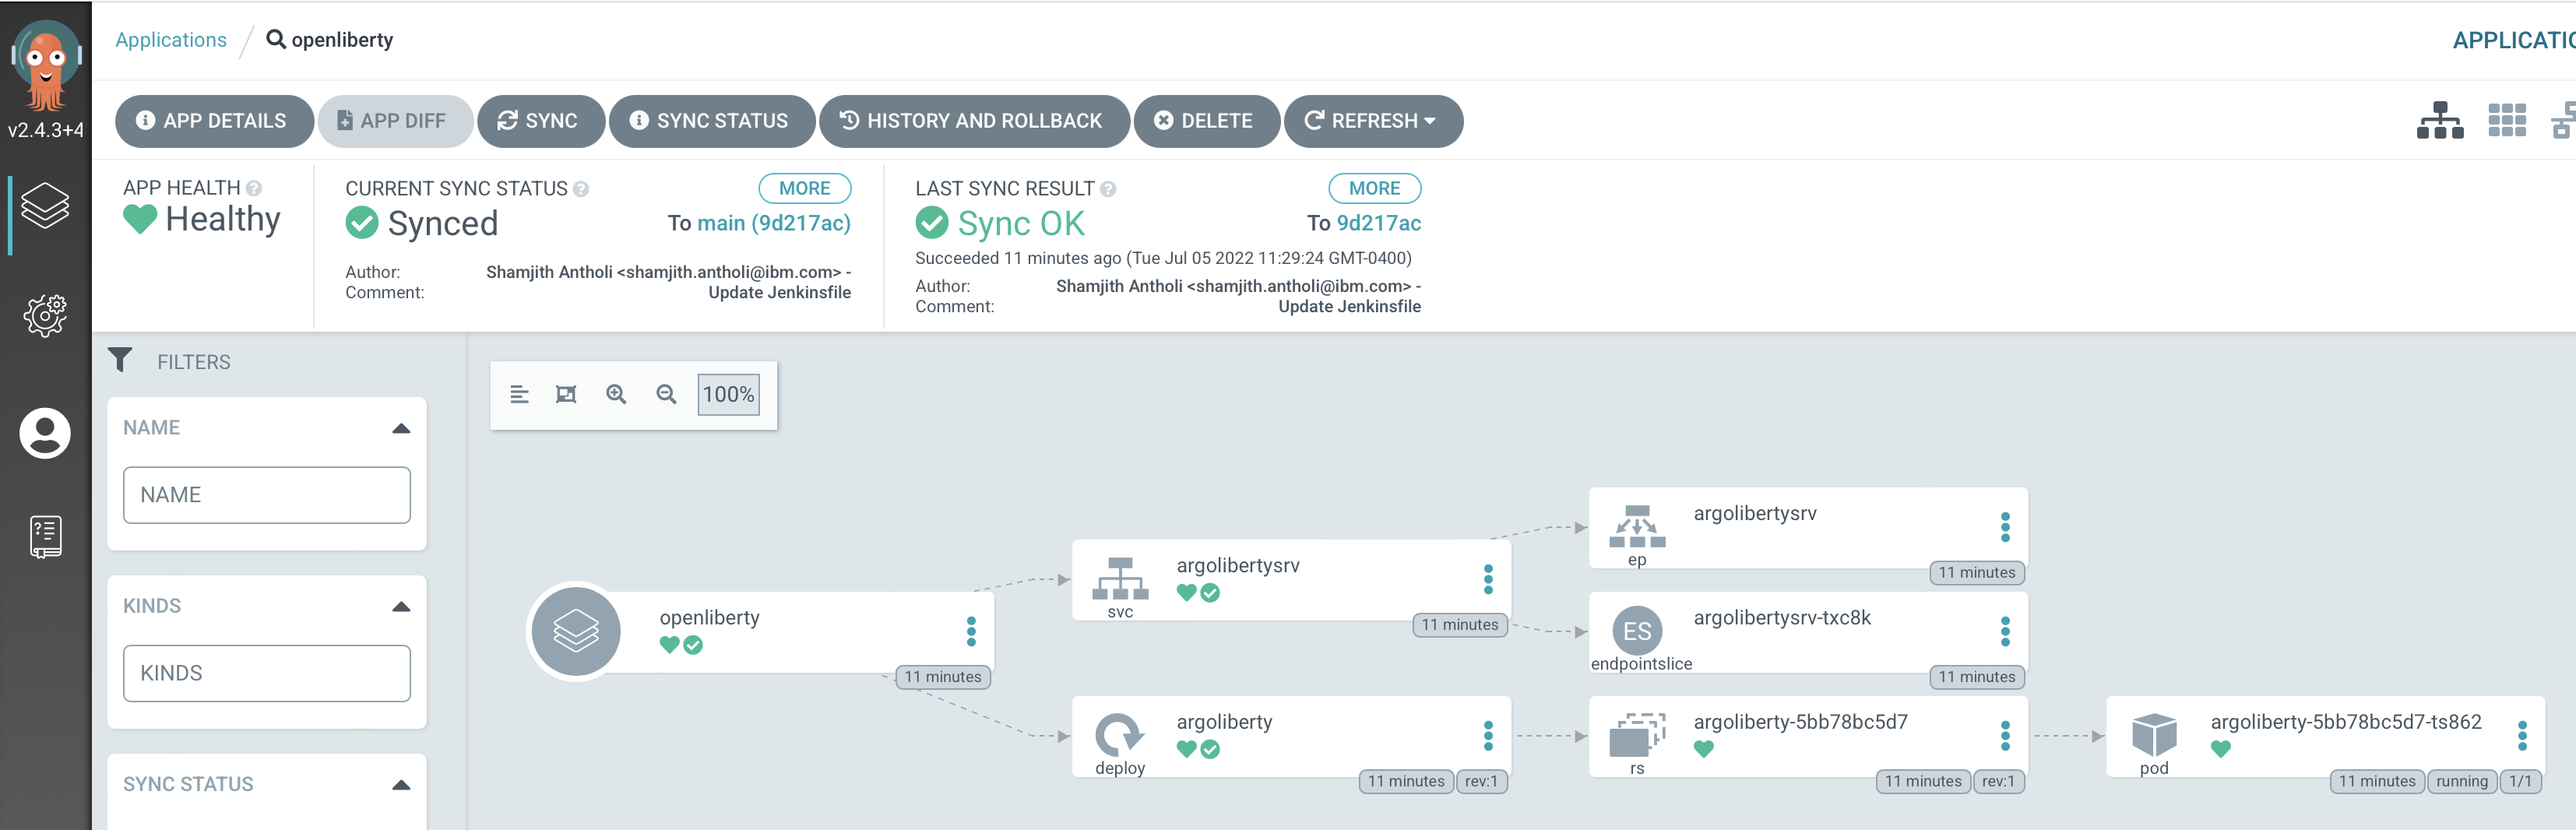 Applications / openliberty
APPLICATIO
v2.4.3+4
APP DETAILS
APP DIFF
SYNC
SYNC STATUS
HISTORY AND ROLLBACK
DELETE
REFRESH
APP HEALTH ?
Healthy
CURRENT SYNC STATUS ?
MORE
Synced
To main (9d217ac)
Author: Shamjith Antholi <shamjith.antholi@ibm.com> -
Comment: Update Jenkinsfile
LAST SYNC RESULT ?
MORE
Sync OK
To 9d217ac
Succeeded 11 minutes ago (Tue Jul 05 2022 11:29:24 GMT-0400)
Author: Shamjith Antholi <shamjith.antholi@ibm.com> -
Comment: Update Jenkinsfile
FILTERS
NAME
NAME
KINDS
KINDS
SYNC STATUS
100%
openliberty
11 minutes
argolibertysrv
svc
11 minutes
argolibertysrv
ep
11 minutes
ES
argolibertysrv-txc8k
endpointslice
11 minutes
argoliberty
deploy
11 minutes
rev:1
argoliberty-5bb78bc5d7
rs
11 minutes
rev:1
argoliberty-5bb78bc5d7-ts862
pod
11 minutes
running
1/1